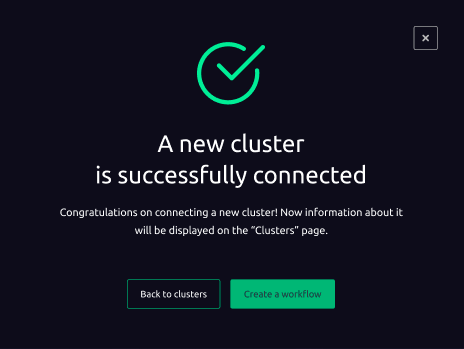 A new cluster
is successfully connected
Congratulations on connecting a new cluster! Now information about it
will be displayed on the “Clusters” page.
Back to clusters
Create a workflow